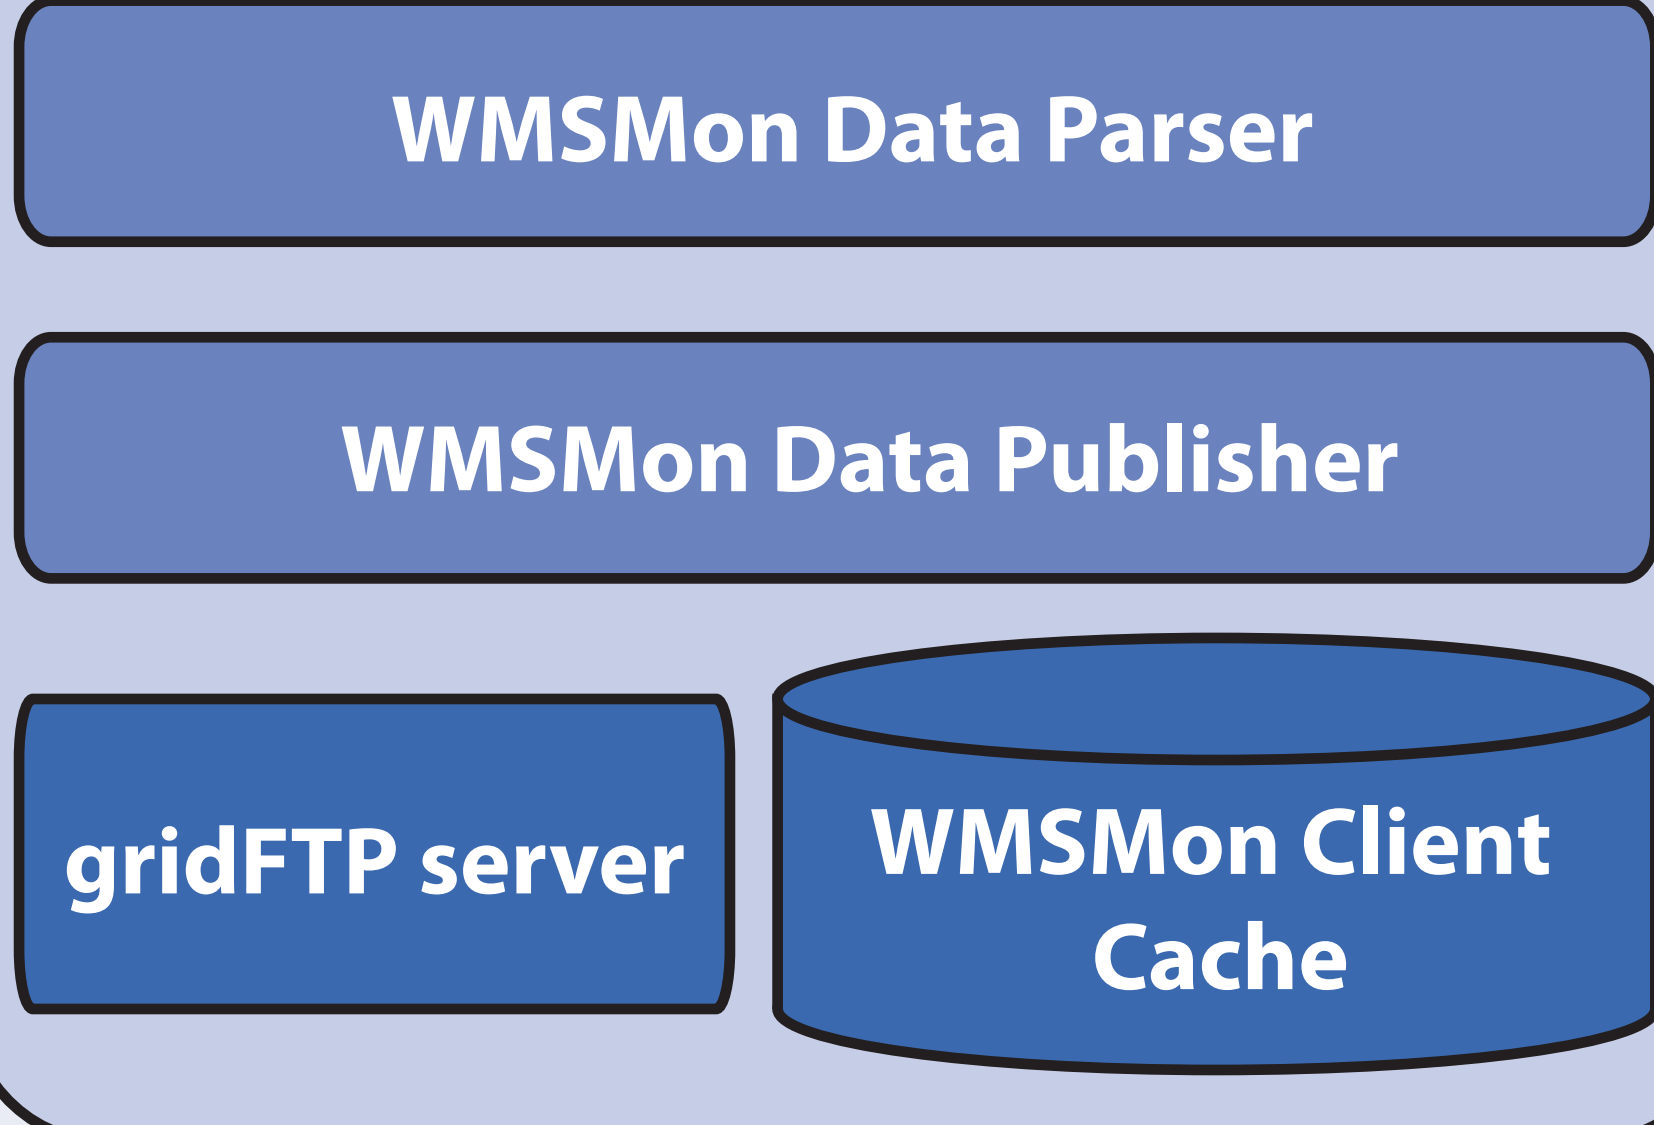 WMSMon Data Parser
WMSMon Data Publisher
gridFTP server
WMSMon Client
Cache